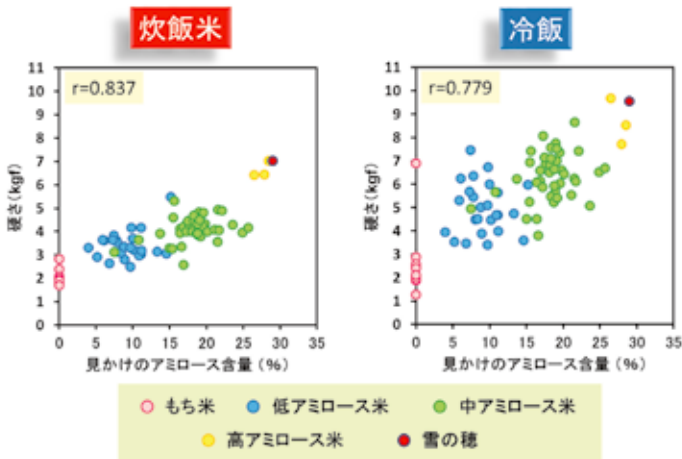 炊飯米
冷飯
r=0.837
硬さ(kgf)
11
10
9
8
7
6
5
4
3
2
1
0
0 5 10 15 20 25 30 35
見かけのアミロース含量(%)
r=0.779
硬さ(kgf)
11
10
9
8
7
6
5
4
3
2
1
0
0 5 10 15 20 25 30 35
見かけのアミロース含量(%)
もち米 低アミロース米 中アミロース米
高アミロース米 雪の穂